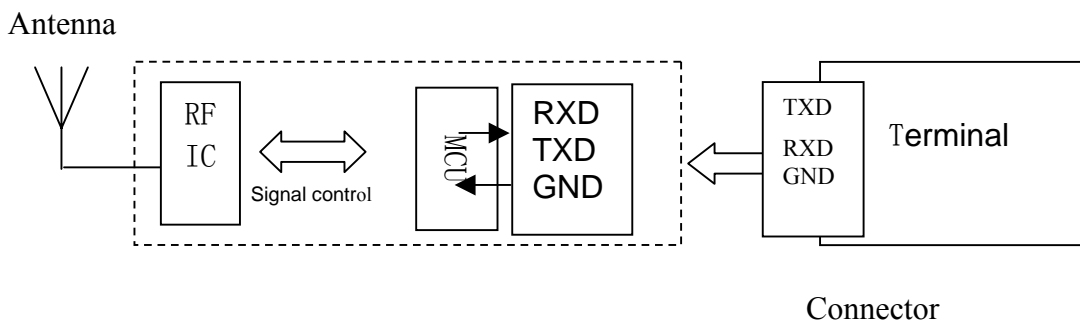 Antenna
RF
IC
Signal control
MCU
RXD
TXD
GND
TXD
RXD
GND
Terminal
Connector